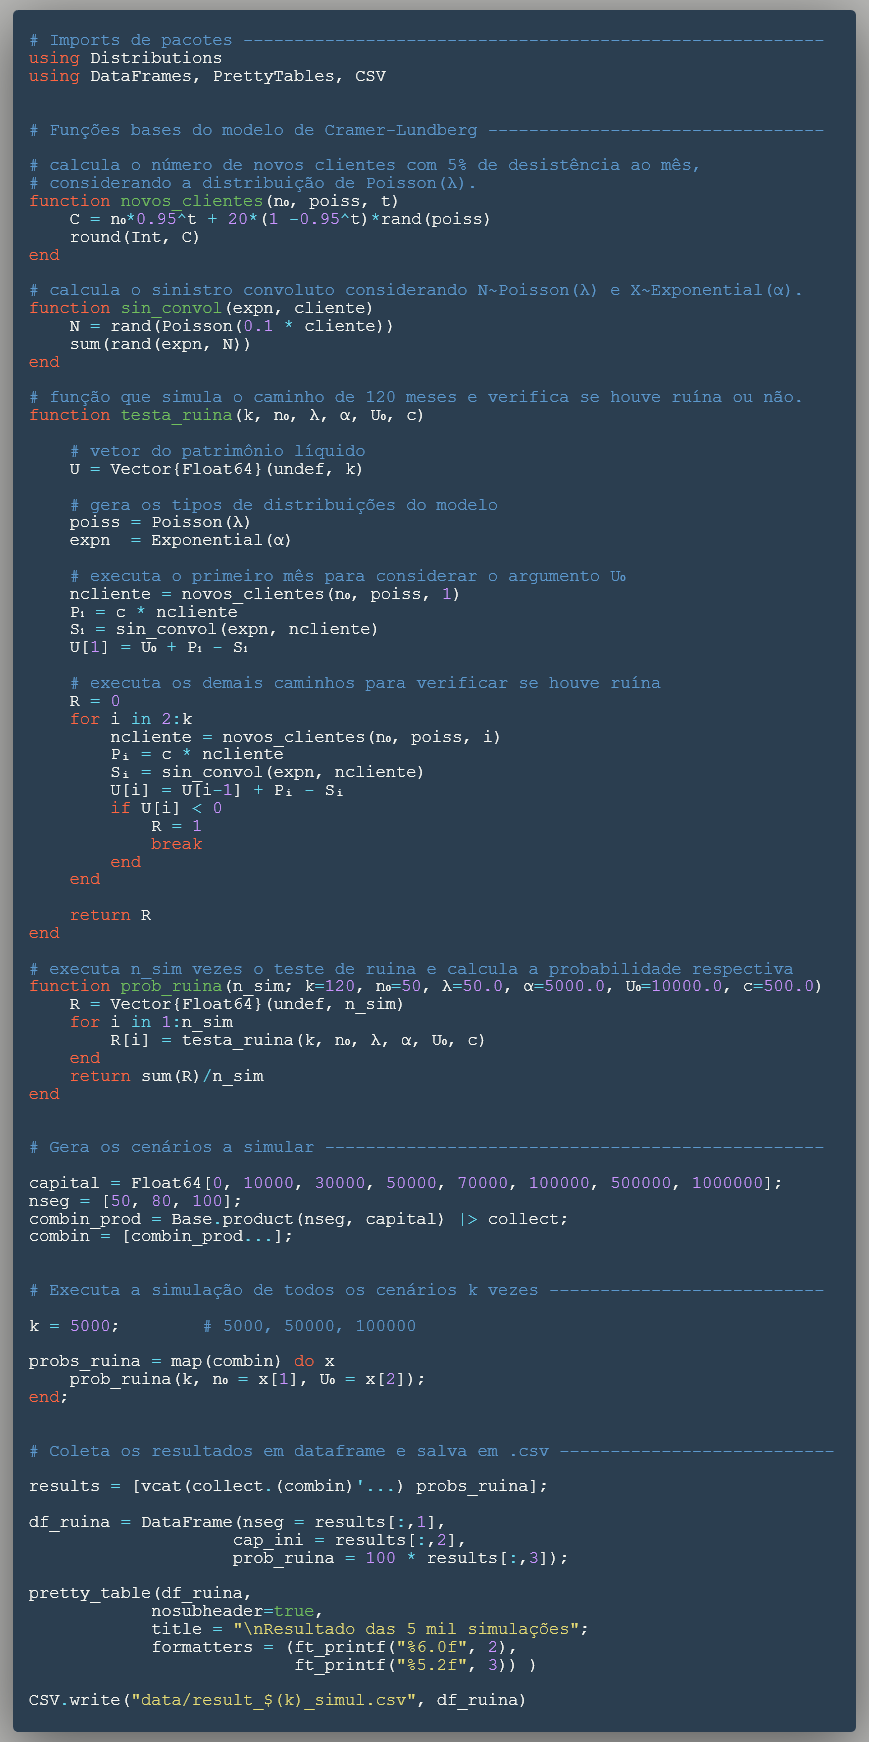 # Imports de pacotes ---------------------------------------------------------
using Distributions
using DataFrames, PrettyTables, CSV
# Funções bases do modelo de Cramer-Lundberg ---------------------------------
# calcula o número de novos clientes com 5% de desistência ao mês,
# considerando a distribuição de Poisson(λ).
function novos_clientes(n₀, poiss, t)
    C = n₀*0.95^t + 20*(1 -0.95^t)*rand(poiss)
    round(Int, C)
end
# calcula o sinistro convoluto considerando N~Poisson(λ) e X~Exponential(α).
function sin_convol(expn, cliente)
    N = rand(Poisson(0.1 * cliente))
    sum(rand(expn, N))
end
# função que simula o caminho de 120 meses e verifica se houve ruína ou não.
function testa_ruina(k, n₀, λ, α, U₀, c)
    # vetor do patrimônio líquido
    U = Vector{Float64}(undef, k)
    # gera os tipos de distribuições do modelo
    poiss = Poisson(λ)
    expn  = Exponential(α)
    # executa o primeiro mês para considerar o argumento U₀
    ncliente = novos_clientes(n₀, poiss, 1)
    P₁ = c * ncliente
    S₁ = sin_convol(expn, ncliente)
    U[1] = U₀ + P₁ - S₁
    # executa os demais caminhos para verificar se houve ruína
    R = 0
    for i in 2:k
        ncliente = novos_clientes(n₀, poiss, i)
        Pᵢ = c * ncliente
        Sᵢ = sin_convol(expn, ncliente)
        U[i] = U[i-1] + Pᵢ - Sᵢ
        if U[i] < 0
            R = 1
            break
        end
    end
    return R
end
# executa n_sim vezes o teste de ruina e calcula a probabilidade respectiva
function prob_ruina(n_sim; k=120, n₀=50, λ=50.0, α=5000.0, U₀=10000.0, c=500.0)
    R = Vector{Float64}(undef, n_sim)
    for i in 1:n_sim
        R[i] = testa_ruina(k, n₀, λ, α, U₀, c)
    end
    return sum(R)/n_sim
end
# Gera os cenários a simular -------------------------------------------------
capital = Float64[0, 10000, 30000, 50000, 70000, 100000, 500000, 1000000];
nseg = [50, 80, 100];
combin_prod = Base.product(nseg, capital) |> collect;
combin = [combin_prod...];
# Executa a simulação de todos os cenários k vezes ---------------------------
k = 5000;        # 5000, 50000, 100000
probs_ruina = map(combin) do x
    prob_ruina(k, n₀ = x[1], U₀ = x[2]);
end;
# Coleta os resultados em dataframe e salva em .csv ---------------------------
results = [vcat(collect.(combin)'...) probs_ruina];
df_ruina = DataFrame(nseg = results[:,1],
                    cap_ini = results[:,2],
                    prob_ruina = 100 * results[:,3]);
pretty_table(df_ruina,
            nosubheader=true,
            title = "\nResultado das 5 mil simulações";
            formatters = (ft_printf("%6.0f", 2),
                          ft_printf("%5.2f", 3)) )
CSV.write("data/result_$(k)_simul.csv", df_ruina)